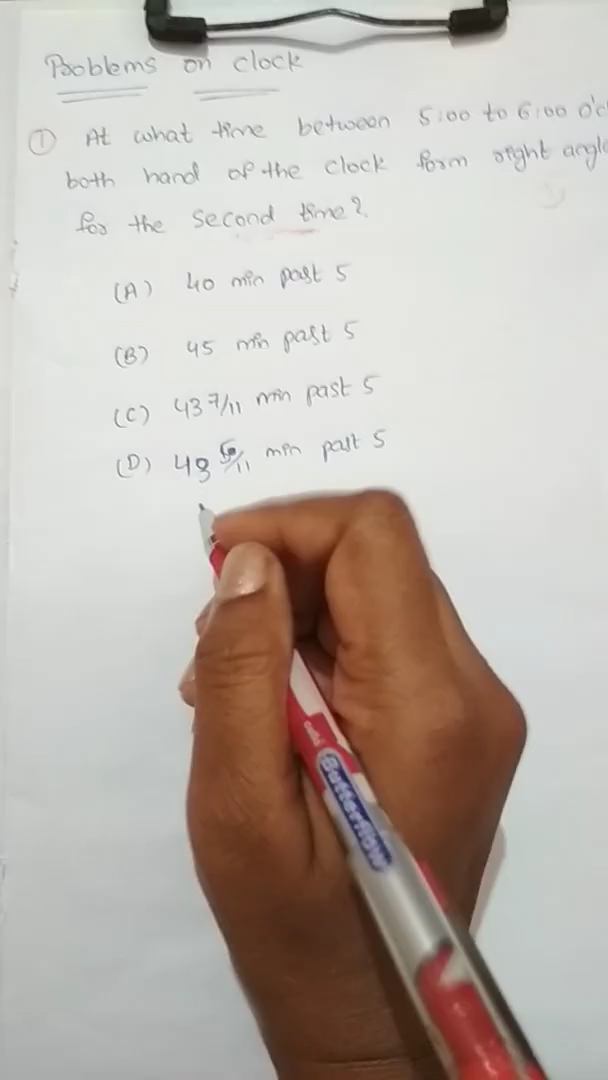 Problems on clock
① At what time between 5:00 to 6:00 o'c
both hand of the clock form right angle
for the second time?
(A) 40 min past 5
(B) 45 min past 5
(C) 43 7/11 min past 5
(D) 43 5/11 min past 5
cello
Butterflow